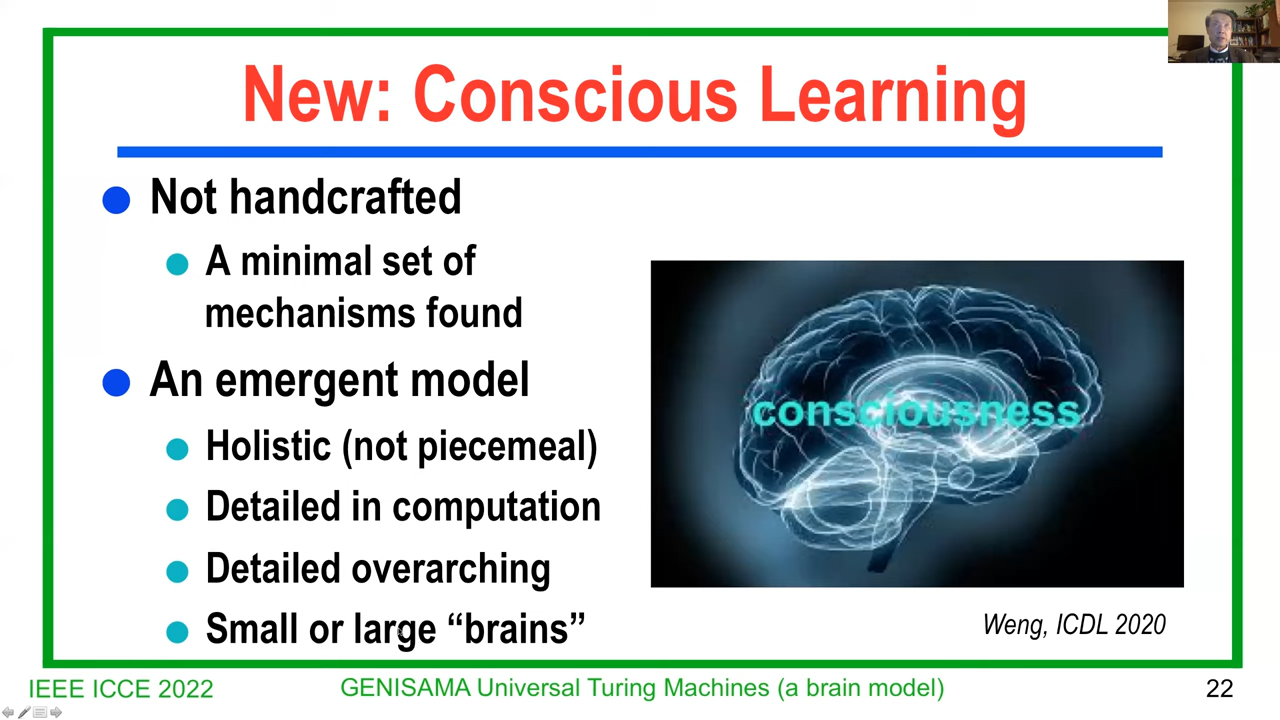 New: Conscious Learning
Not handcrafted
A minimal set of
mechanisms found
An emergent model
Holistic (not piecemeal)
Detailed in computation
Detailed overarching
Small or large “brains”
consciousness
Weng, ICDL 2020
IEEE ICCE 2022
GENISAMA Universal Turing Machines (a brain model)
22